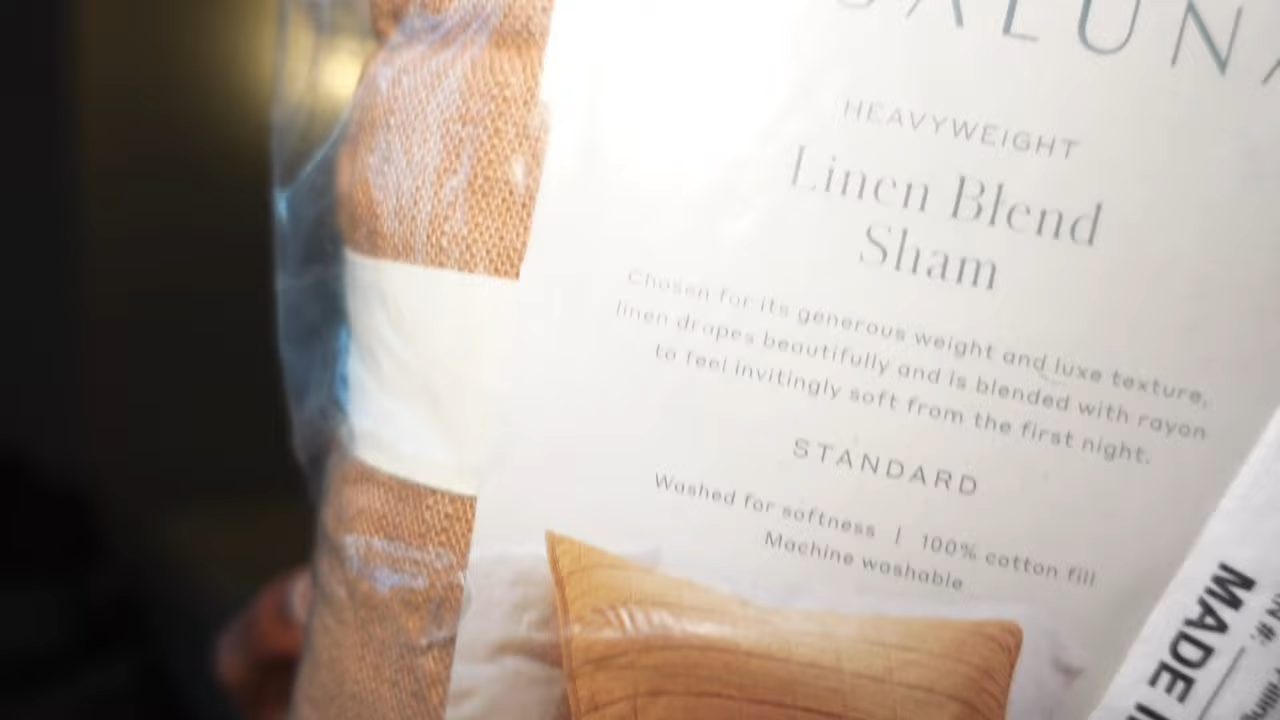 SALUNA
HEAVYWEIGHT
Linen Blend
Sham
Chosen for its generous weight and luxe texture,
linen drapes beautifully and is blended with rayon
to feel invitingly soft from the first night.
STANDARD
Washed for softness | 100% cotton fill
Machine washable
MADE
#: